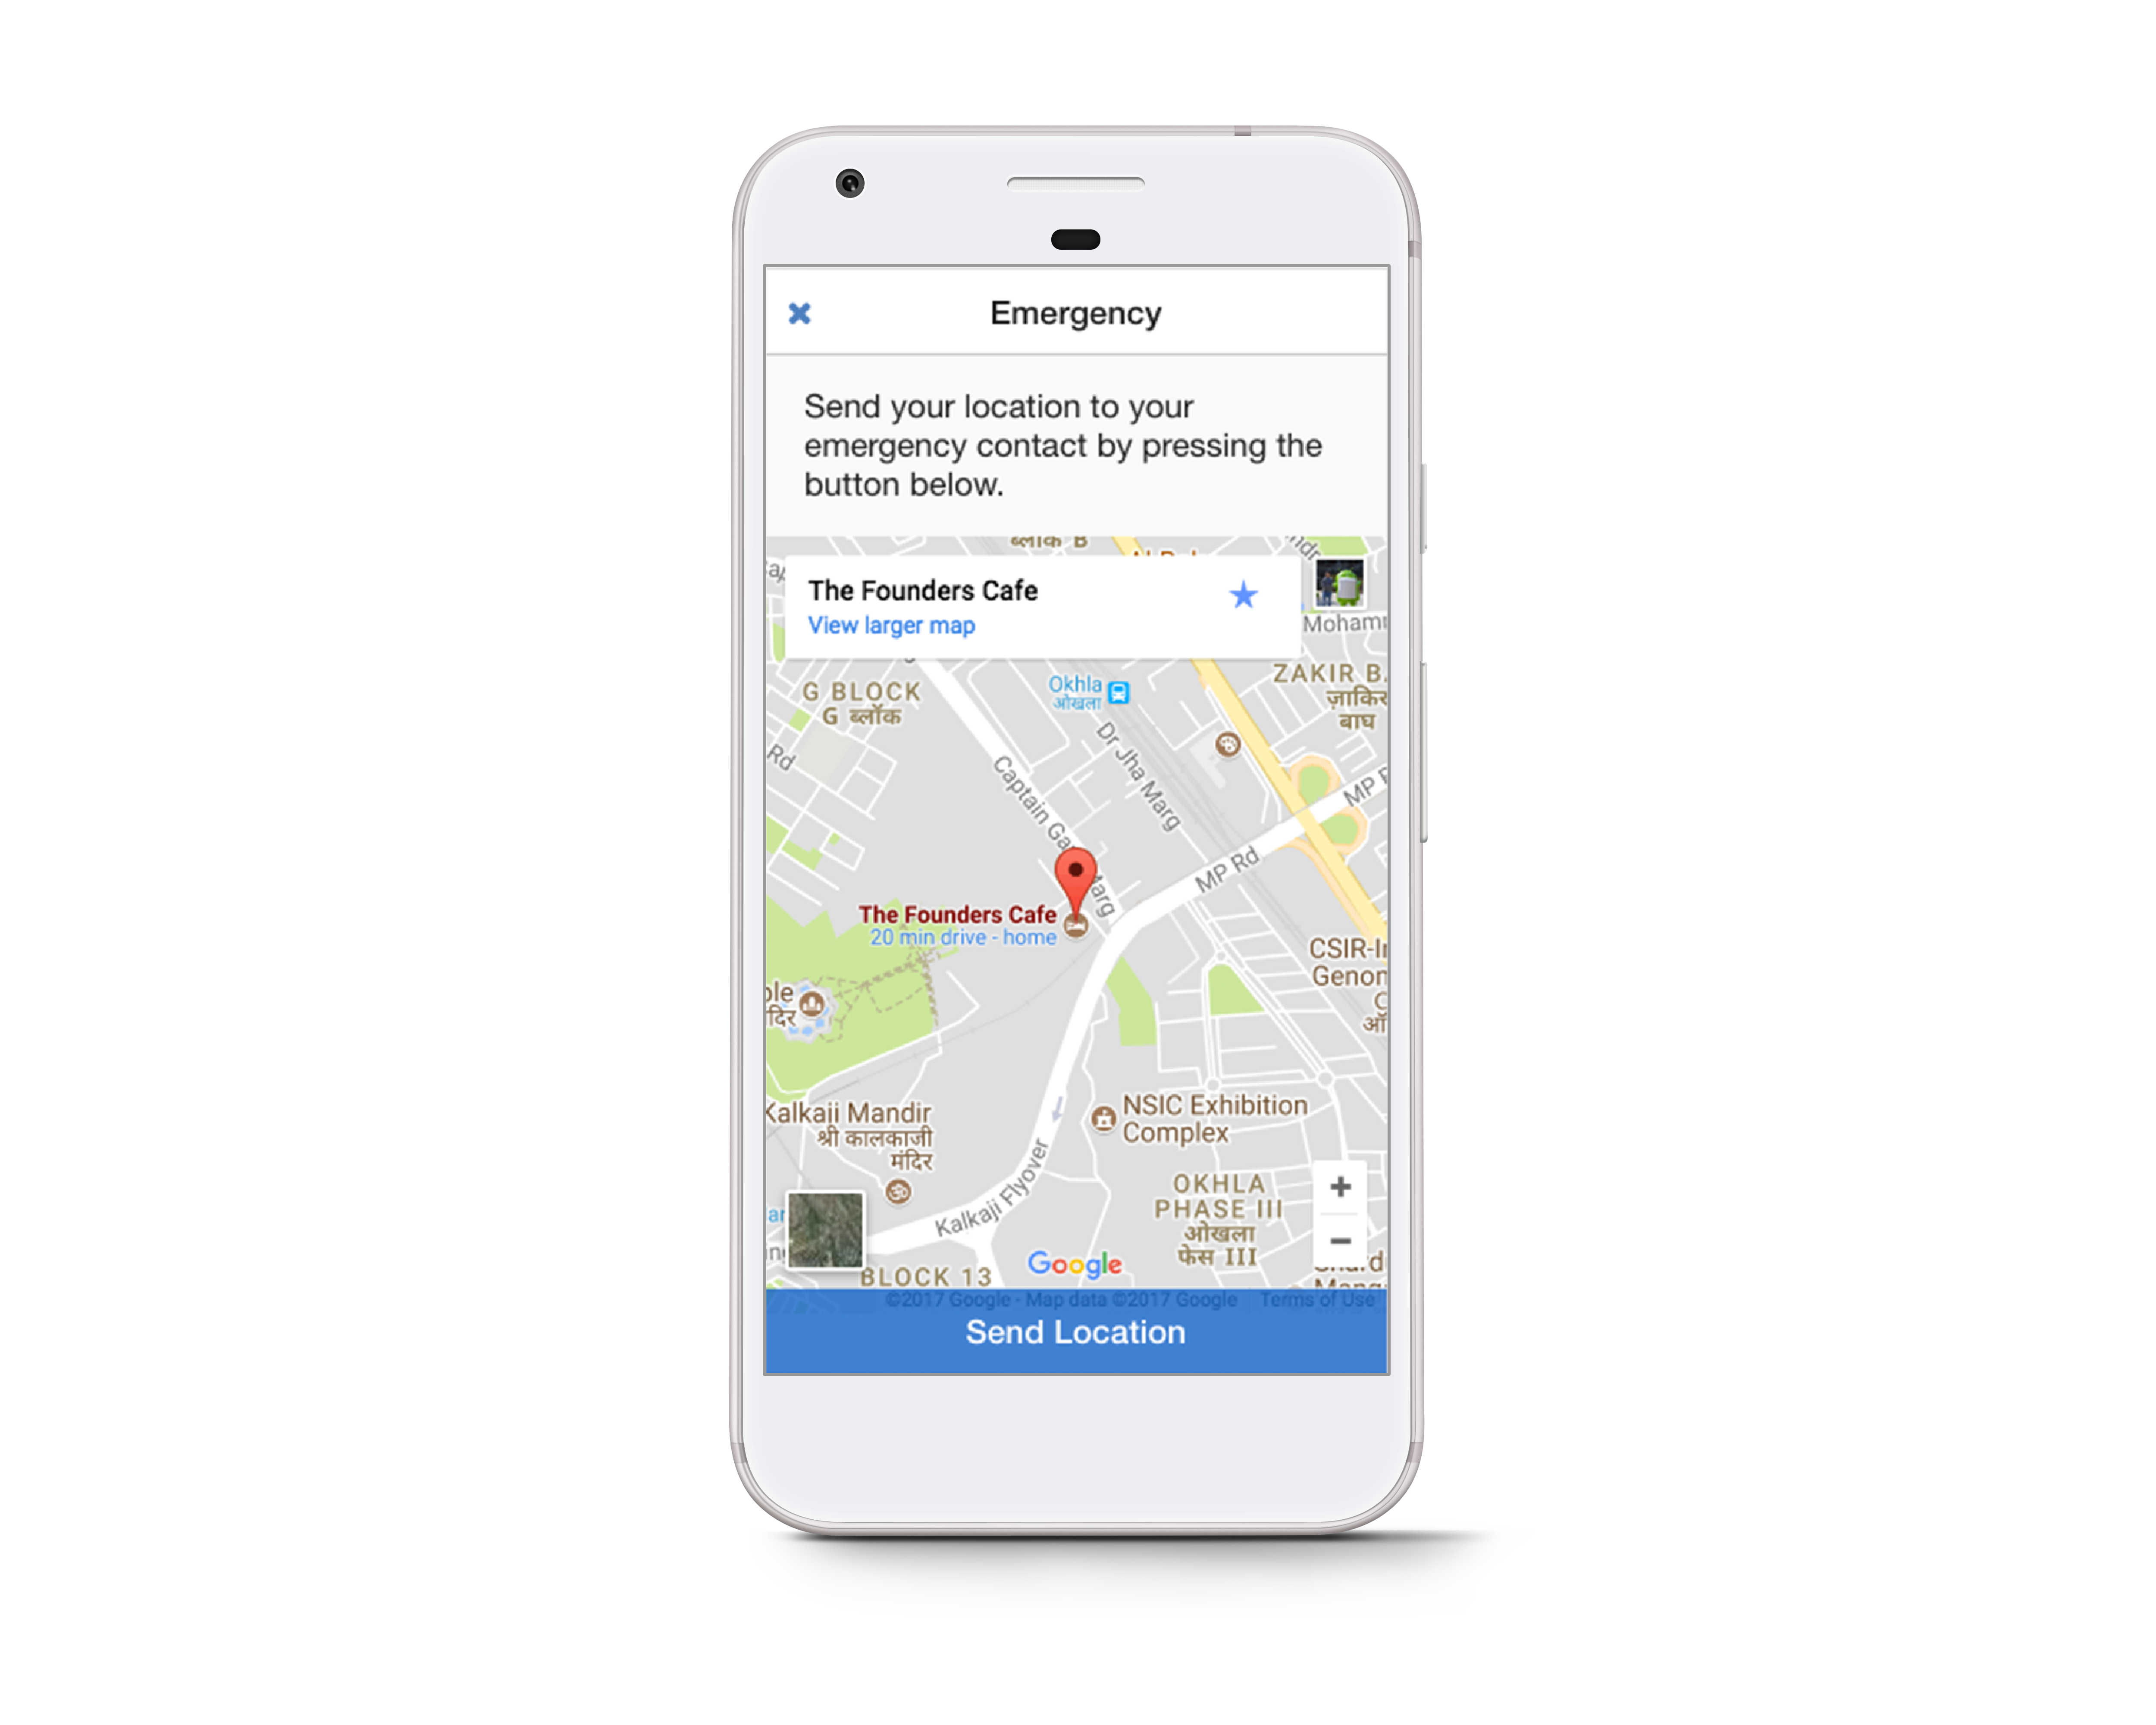 Emergency
Send your location to your
emergency contact by pressing the
button below.
ब्लॉक B
The Founders Cafe
View larger map
Mohamm
ZAKIR B
ज़ाकिर
बाघ
Okhla
ओखला
G BLOCK
G ब्लॉक
Rd
Dr Jha Marg
Captain Ga
Marg
MP R
MP Rd
The Founders Cafe
20 min drive - home
CSIR-I
Genom
C
ऑ
ple
दिर
Kalkaji Mandir
श्री कालकाजी
मंदिर
NSIC Exhibition
Complex
Kalkaji Flyover
OKHLA
PHASE III
ओखला
फेस III
+
−
Google
BLOCK 13
©2017 Google - Map data ©2017 Google Terms of Use
Send Location